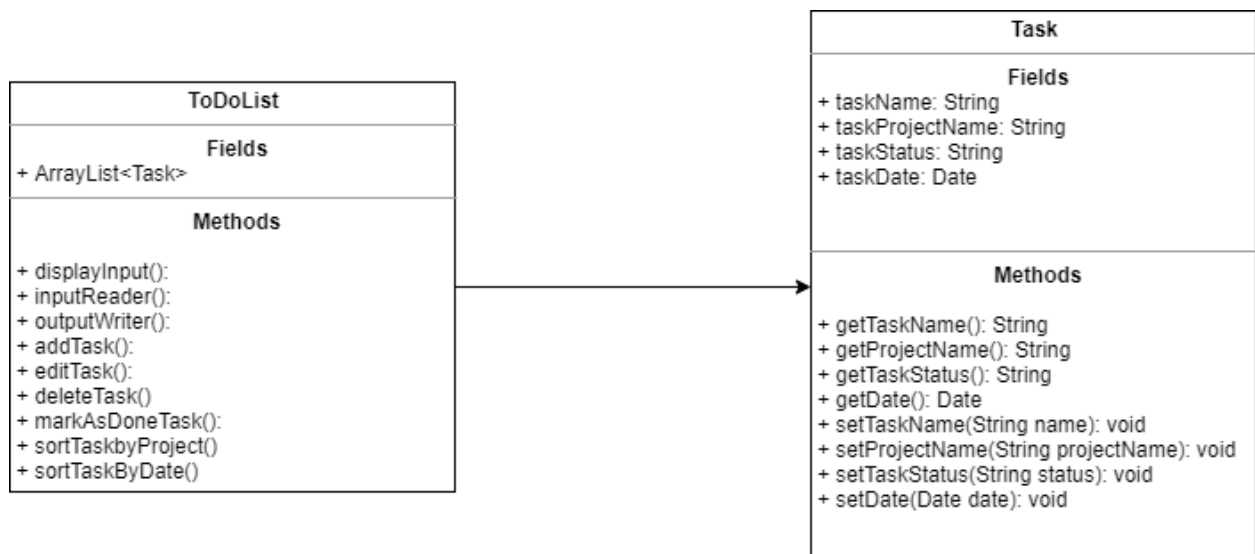 ToDoList
Fields
+ ArrayList<Task>
Methods
+ displayInput():
+ inputReader():
+ outputWriter():
+ addTask():
+ editTask():
+ deleteTask()
+ markAsDoneTask():
+ sortTaskbyProject()
+ sortTaskByDate()
Task
Fields
+ taskName: String
+ taskProjectName: String
+ taskStatus: String
+ taskDate: Date
Methods
+ getTaskName(): String
+ getProjectName(): String
+ getTaskStatus(): String
+ getDate(): Date
+ setTaskName(String name): void
+ setProjectName(String projectName): void
+ setTaskStatus(String status): void
+ setDate(Date date): void